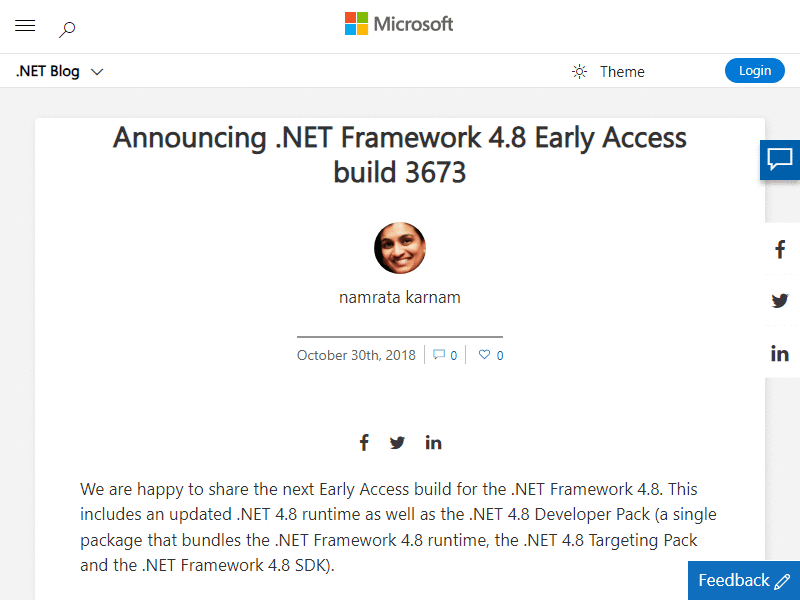 Microsoft
.NET Blog
Theme
Login
Announcing .NET Framework 4.8 Early Access
build 3673
namrata karnam
October 30th, 2018
0
0
We are happy to share the next Early Access build for the .NET Framework 4.8. This
includes an updated .NET 4.8 runtime as well as the .NET 4.8 Developer Pack (a single
package that bundles the .NET Framework 4.8 runtime, the .NET 4.8 Targeting Pack
and the .NET Framework 4.8 SDK).
Feedback